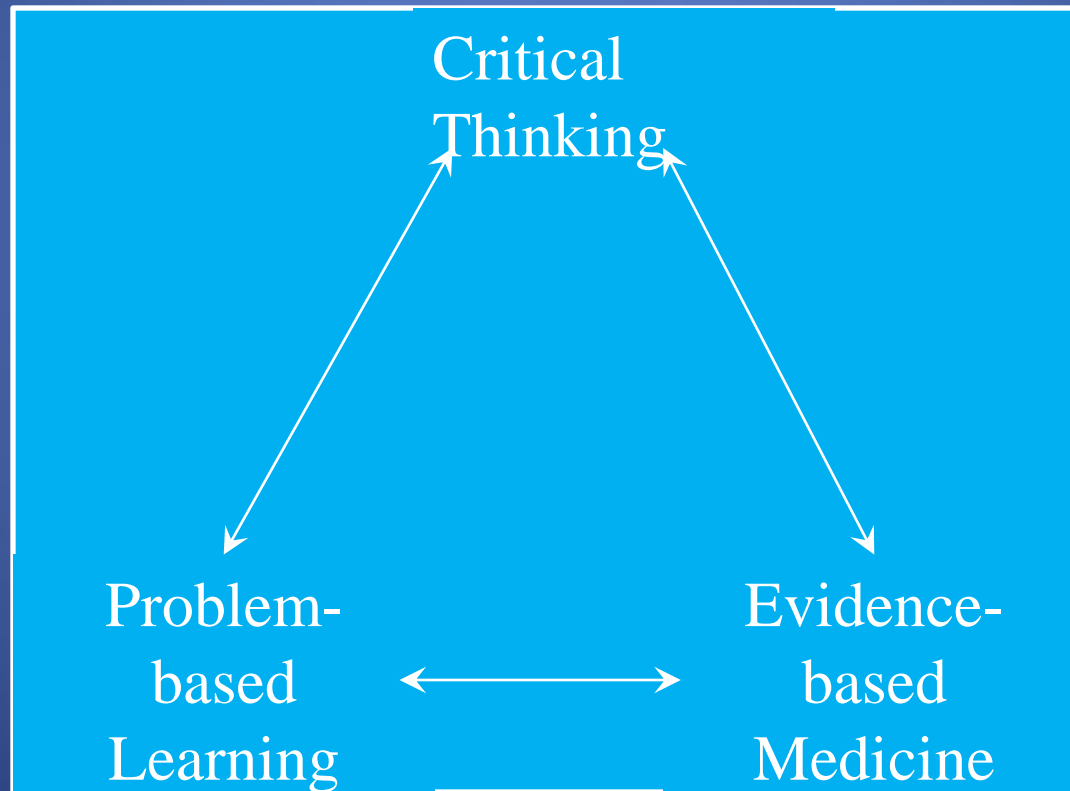 Critical
Thinking
Problem-
based
Learning
Evidence-
based
Medicine